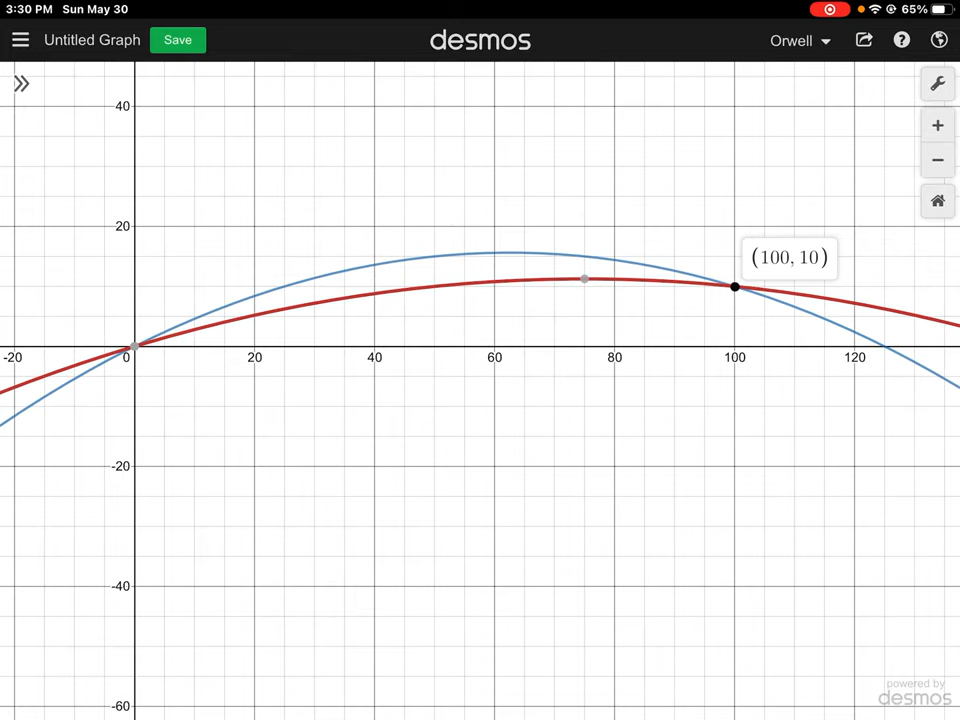 3:30 PM Sun May 30
65%
Untitled Graph
Save
desmos
Orwell
?
40
20
(100, 10)
-20
0
20
40
60
80
100
120
-20
-40
-60
powered by
desmos